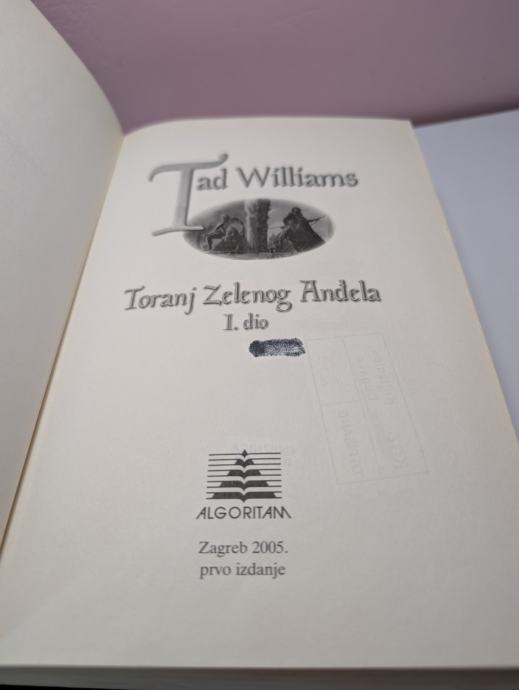 Tad Williams
Toranj Zelenog Anđela
I. dio
ALGORITAM
Zagreb 2005.
prvo izdanje